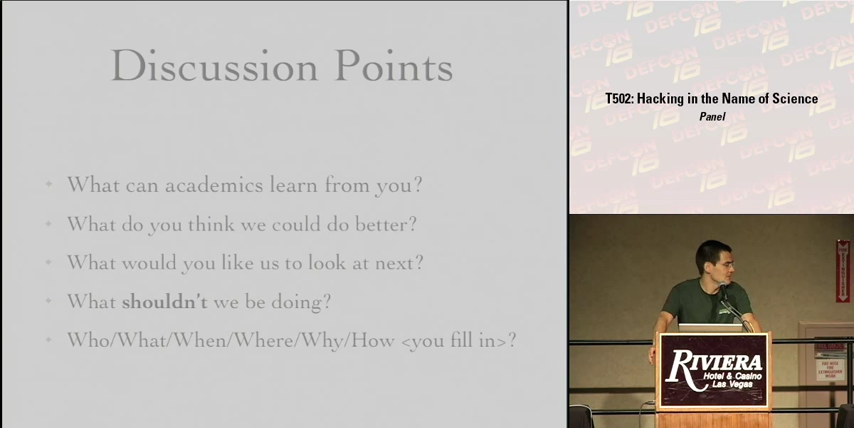 Discussion Points
What can academics learn from you?
What do you think we could do better?
What would you like us to look at next?
What shouldn't we be doing?
Who/What/When/Where/Why/How <you fill in>?
DEFCON 16
T502: Hacking in the Name of Science
Panel
RIVIERA
Hotel & Casino
Las Vegas